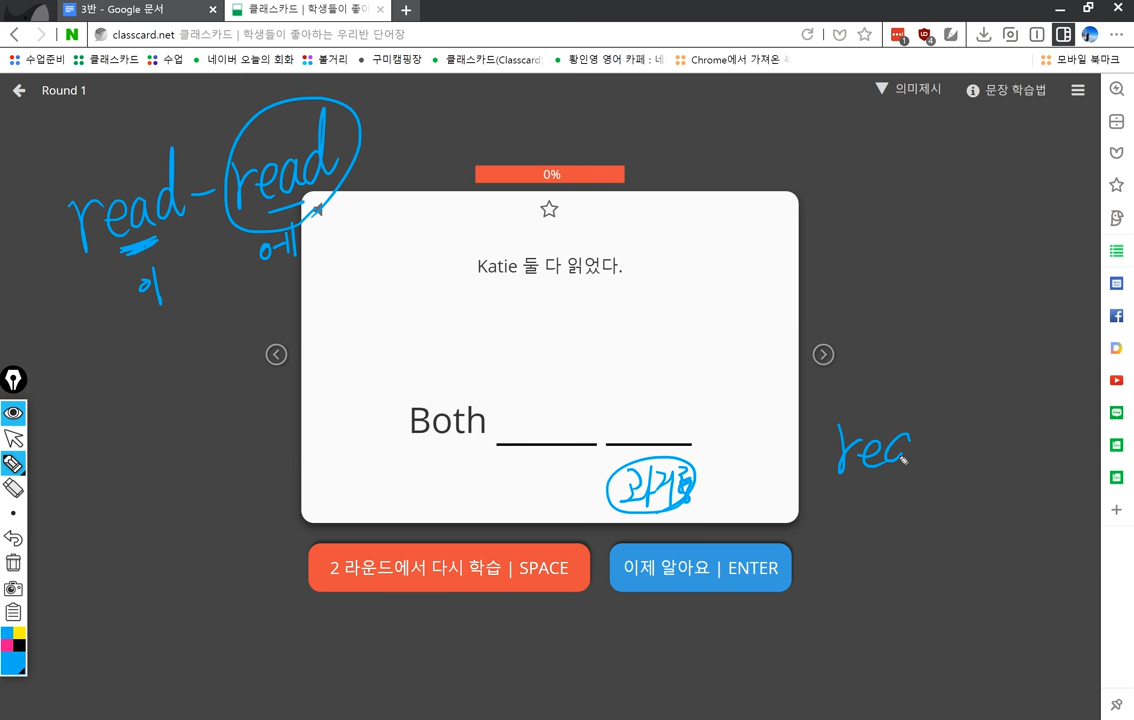 3반 - Google 문서
클래스카드 | 학생들이 좋아
N classcard.net 클래스카드 | 학생들이 좋아하는 우리반 단어장
수업준비 클래스카드 수업 네이버 오늘의 회화 볼거리 구미캠핑장 클래스카드(Classcard) 황인영 영어 카페 : 네 Chrome에서 가져온 모바일 북마크
Round 1
의미제시
문장 학습법
read - read
이
에
0%
Katie 둘 다 읽었다.
Both
과거형
rec
2 라운드에서 다시 학습 | SPACE
이제 알아요 | ENTER